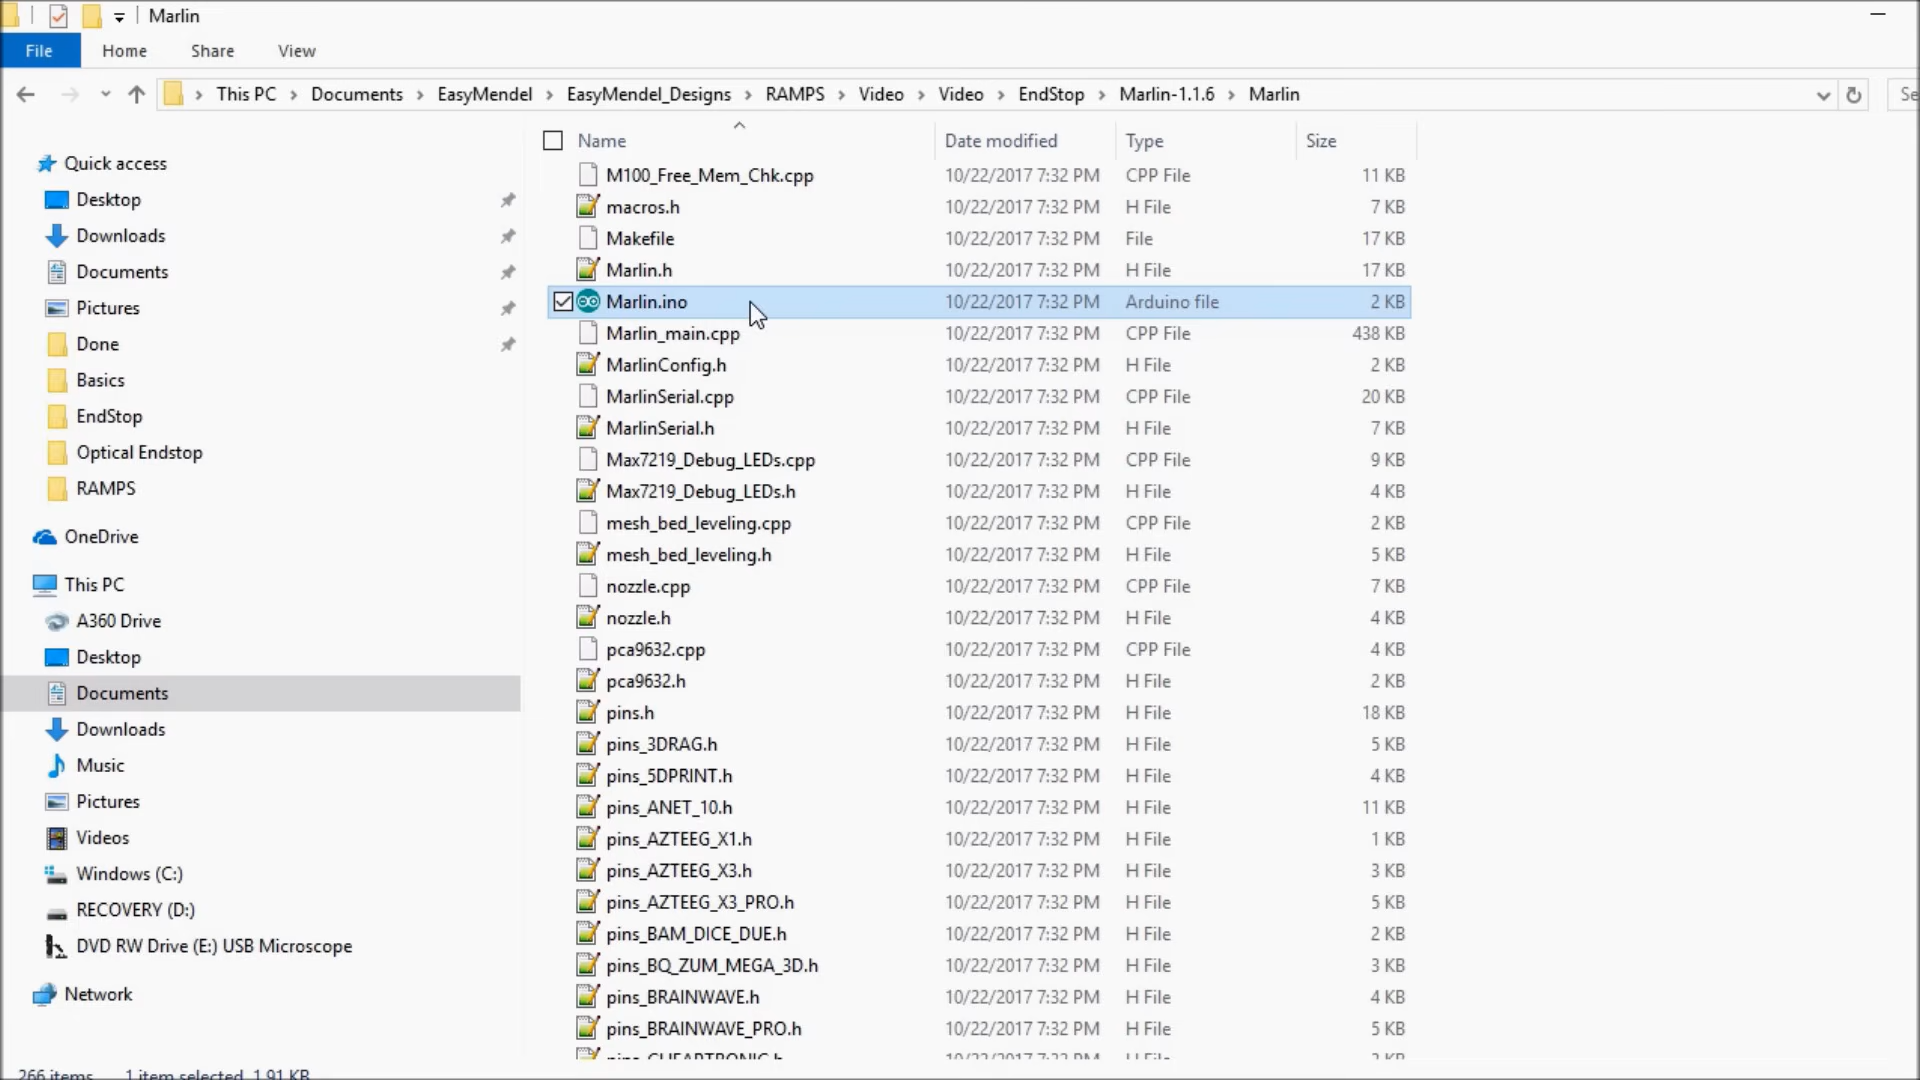 Marlin
File Home Share View
This PC Documents EasyMendel EasyMendel_Designs RAMPS Video Video EndStop Marlin-1.1.6 Marlin Se
Name Date modified Type Size
Quick access
Desktop
Downloads
Documents
Pictures
Done
Basics
EndStop
Optical Endstop
RAMPS
OneDrive
This PC
A360 Drive
Desktop
Documents
Downloads
Music
Pictures
Videos
Windows (C:)
RECOVERY (D:)
DVD RW Drive (E:) USB Microscope
Network
M100_Free_Mem_Chk.cpp 10/22/2017 7:32 PM CPP File 11 KB
macros.h 10/22/2017 7:32 PM H File 7 KB
Makefile 10/22/2017 7:32 PM File 17 KB
Marlin.h 10/22/2017 7:32 PM H File 17 KB
Marlin.ino 10/22/2017 7:32 PM Arduino file 2 KB
Marlin_main.cpp 10/22/2017 7:32 PM CPP File 438 KB
MarlinConfig.h 10/22/2017 7:32 PM H File 2 KB
MarlinSerial.cpp 10/22/2017 7:32 PM CPP File 20 KB
MarlinSerial.h 10/22/2017 7:32 PM H File 7 KB
Max7219_Debug_LEDs.cpp 10/22/2017 7:32 PM CPP File 9 KB
Max7219_Debug_LEDs.h 10/22/2017 7:32 PM H File 4 KB
mesh_bed_leveling.cpp 10/22/2017 7:32 PM CPP File 2 KB
mesh_bed_leveling.h 10/22/2017 7:32 PM H File 5 KB
nozzle.cpp 10/22/2017 7:32 PM CPP File 7 KB
nozzle.h 10/22/2017 7:32 PM H File 4 KB
pca9632.cpp 10/22/2017 7:32 PM CPP File 4 KB
pca9632.h 10/22/2017 7:32 PM H File 2 KB
pins.h 10/22/2017 7:32 PM H File 18 KB
pins_3DRAG.h 10/22/2017 7:32 PM H File 5 KB
pins_5DPRINT.h 10/22/2017 7:32 PM H File 4 KB
pins_ANET_10.h 10/22/2017 7:32 PM H File 11 KB
pins_AZTEEG_X1.h 10/22/2017 7:32 PM H File 1 KB
pins_AZTEEG_X3.h 10/22/2017 7:32 PM H File 3 KB
pins_AZTEEG_X3_PRO.h 10/22/2017 7:32 PM H File 5 KB
pins_BAM_DICE_DUE.h 10/22/2017 7:32 PM H File 2 KB
pins_BQ_ZUM_MEGA_3D.h 10/22/2017 7:32 PM H File 3 KB
pins_BRAINWAVE.h 10/22/2017 7:32 PM H File 4 KB
pins_BRAINWAVE_PRO.h 10/22/2017 7:32 PM H File 5 KB
266 items 1 item selected 1.91 KB